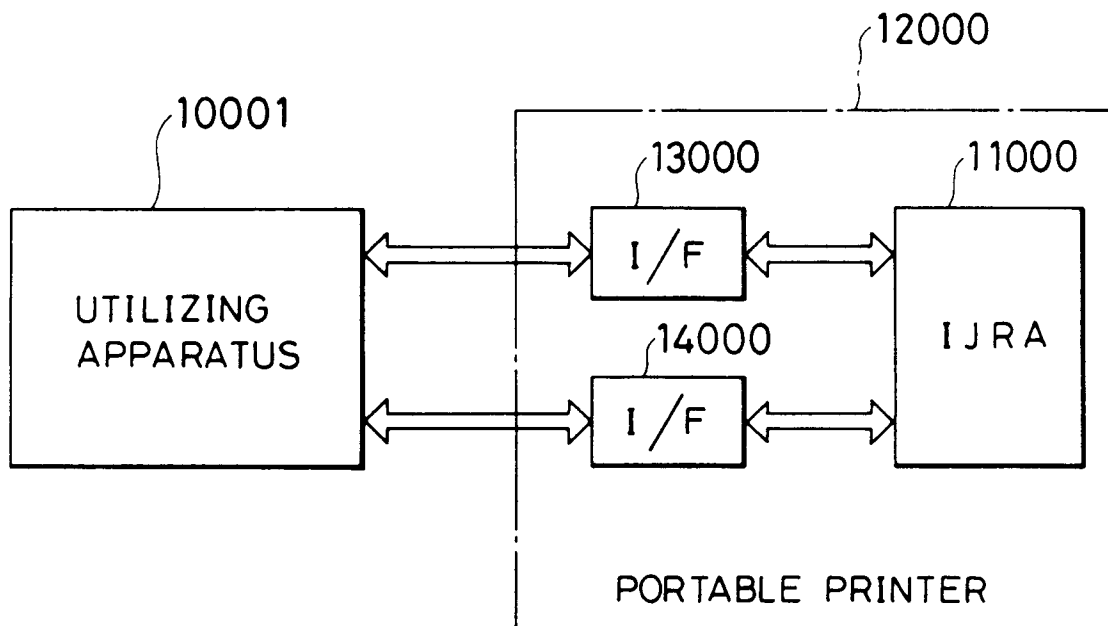 12000
10001
13000
11000
I/F
UTILIZING
APPARATUS
IJRA
14000
I/F
PORTABLE PRINTER